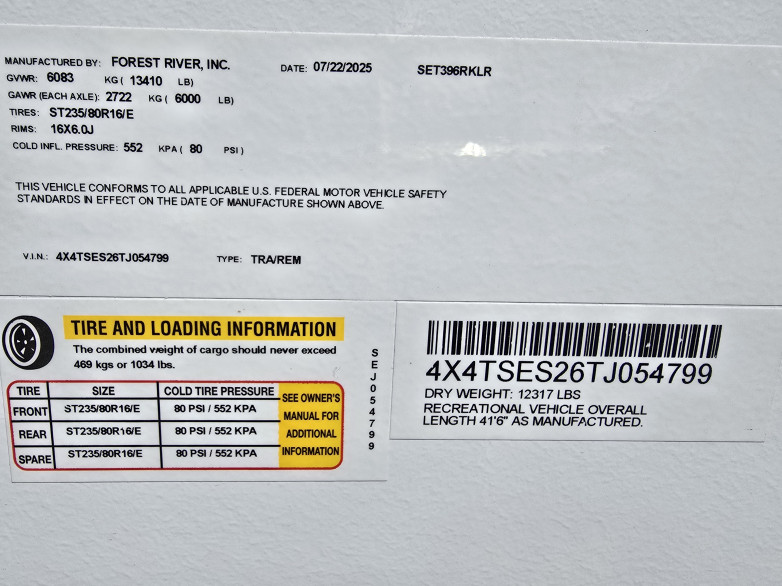 MANUFACTURED BY: FOREST RIVER, INC. DATE: 07/22/2025 SET396RKLR
GVWR: 6083 KG ( 13410 LB)
GAWR (EACH AXLE): 2722 KG ( 6000 LB)
TIRES: ST235/80R16/E
RIMS: 16X6.0J
COLD INFL. PRESSURE: 552 KPA ( 80 PSI )
THIS VEHICLE CONFORMS TO ALL APPLICABLE U.S. FEDERAL MOTOR VEHICLE SAFETY
STANDARDS IN EFFECT ON THE DATE OF MANUFACTURE SHOWN ABOVE.
V.I.N.: 4X4TSES26TJ054799 TYPE: TRA/REM
TIRE AND LOADING INFORMATION
The combined weight of cargo should never exceed
469 kgs or 1034 lbs.
TIRE SIZE COLD TIRE PRESSURE
FRONT ST235/80R16/E 80 PSI / 552 KPA
REAR ST235/80R16/E 80 PSI / 552 KPA
SPARE ST235/80R16/E 80 PSI / 552 KPA
SEE OWNER'S
MANUAL FOR
ADDITIONAL
INFORMATION
SEJ054799
4X4TSES26TJ054799
DRY WEIGHT: 12317 LBS
RECREATIONAL VEHICLE OVERALL
LENGTH 41'6" AS MANUFACTURED.